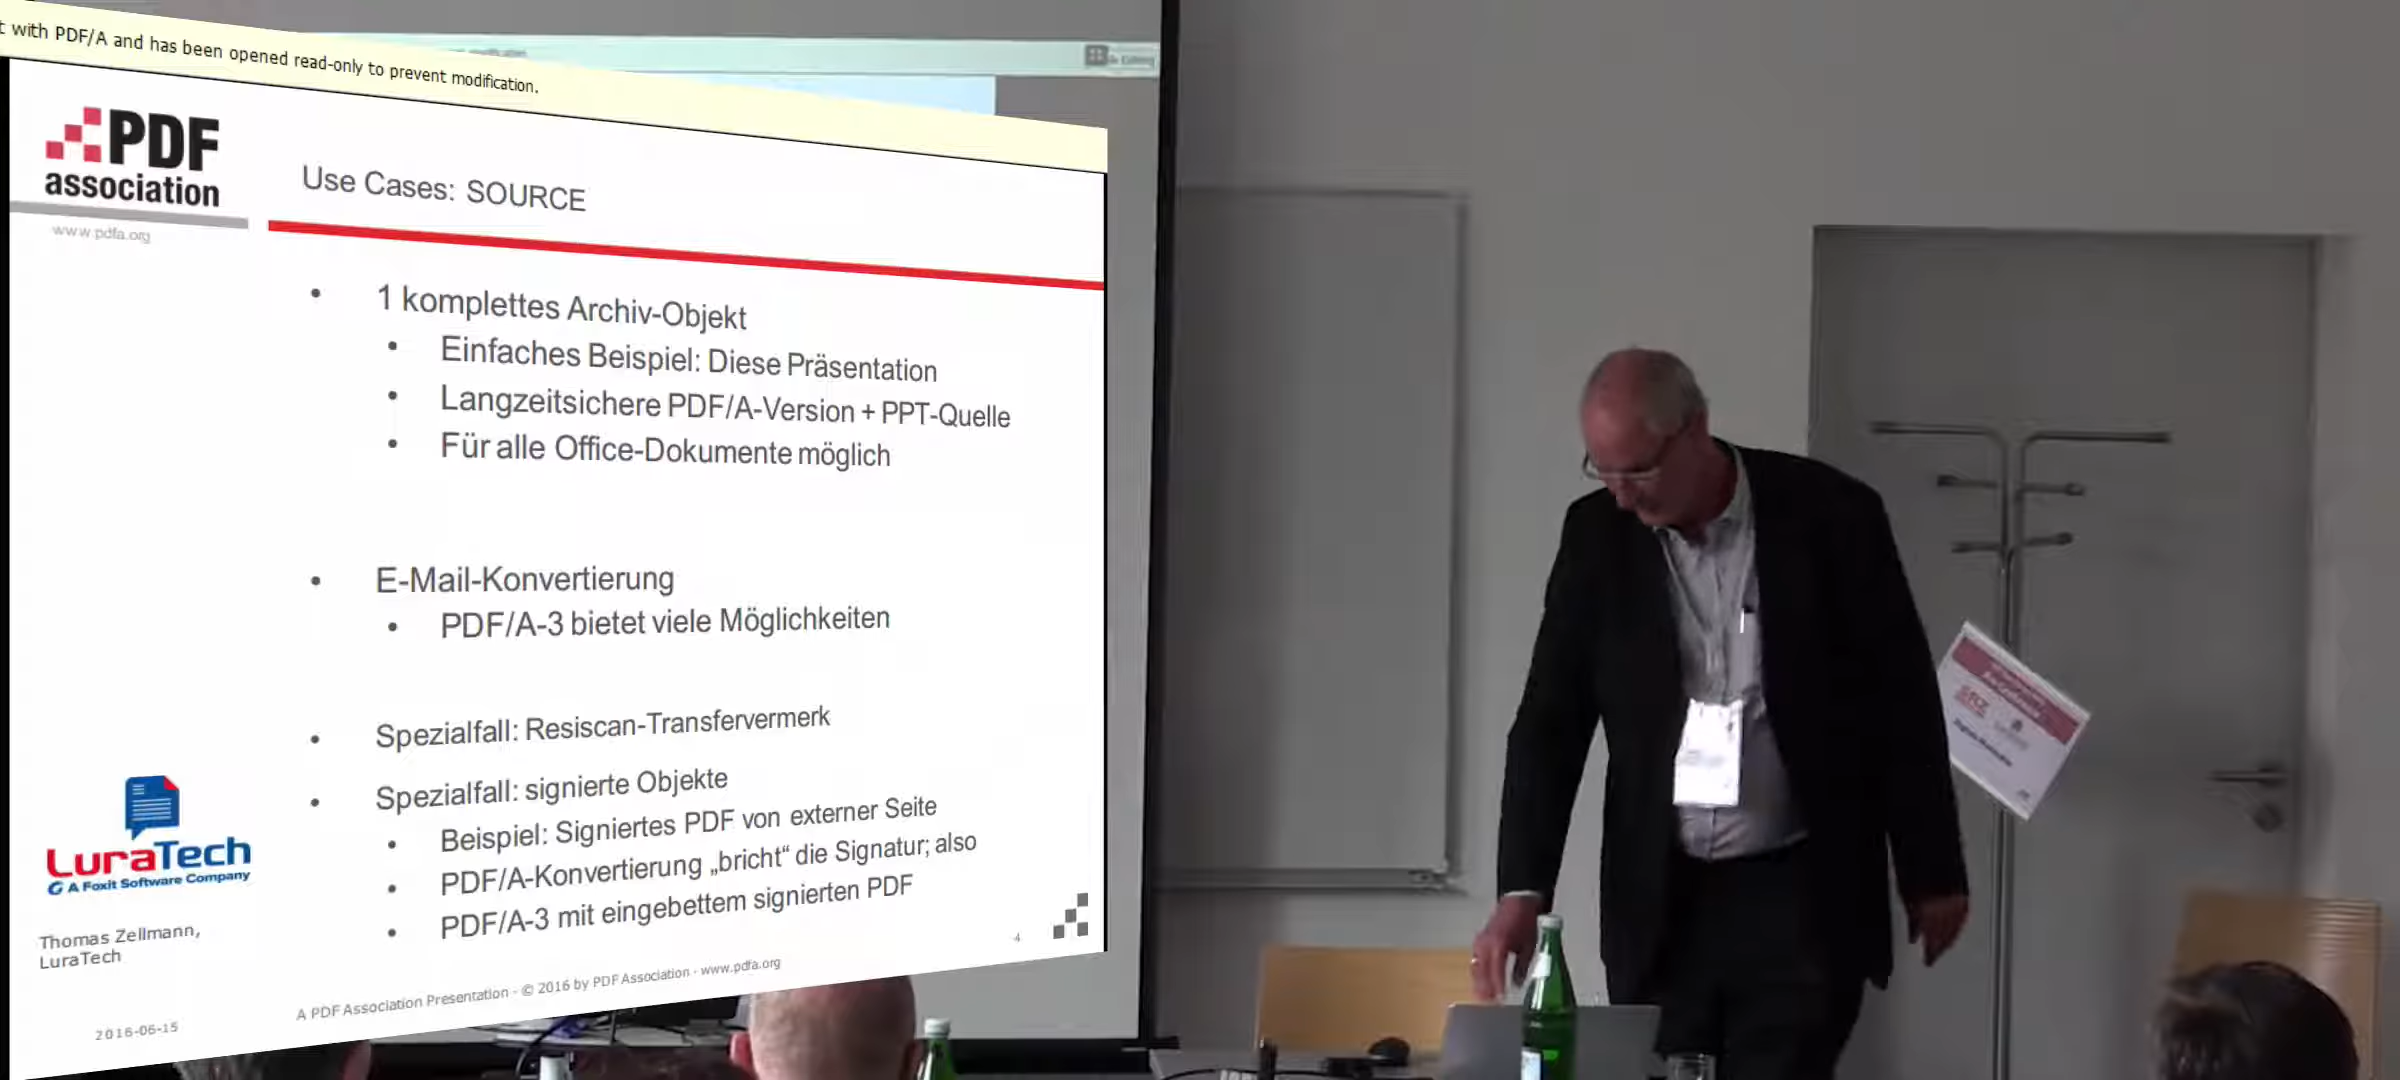 t with PDF/A and has been opened read-only to prevent modification.
PDF
association
www.pdfa.org
Use Cases: SOURCE
• 1 komplettes Archiv-Objekt
• Einfaches Beispiel: Diese Präsentation
• Langzeitsichere PDF/A-Version + PPT-Quelle
• Für alle Office-Dokumente möglich
• E-Mail-Konvertierung
• PDF/A-3 bietet viele Möglichkeiten
• Spezialfall: Resiscan-Transfervermerk
• Spezialfall: signierte Objekte
• Beispiel: Signiertes PDF von externer Seite
• PDF/A-Konvertierung „bricht“ die Signatur; also
• PDF/A-3 mit eingebettem signierten PDF
LuraTech
A Foxit Software Company
Thomas Zellmann,
LuraTech
4
A PDF Association Presentation · © 2016 by PDF Association · www.pdfa.org
2016-06-15